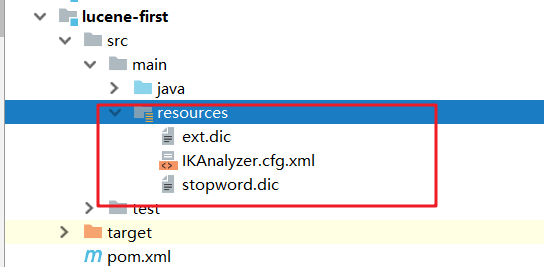 lucene-first
src
main
java
resources
ext.dic
IKAnalyzer.cfg.xml
stopword.dic
test
target
pom.xml